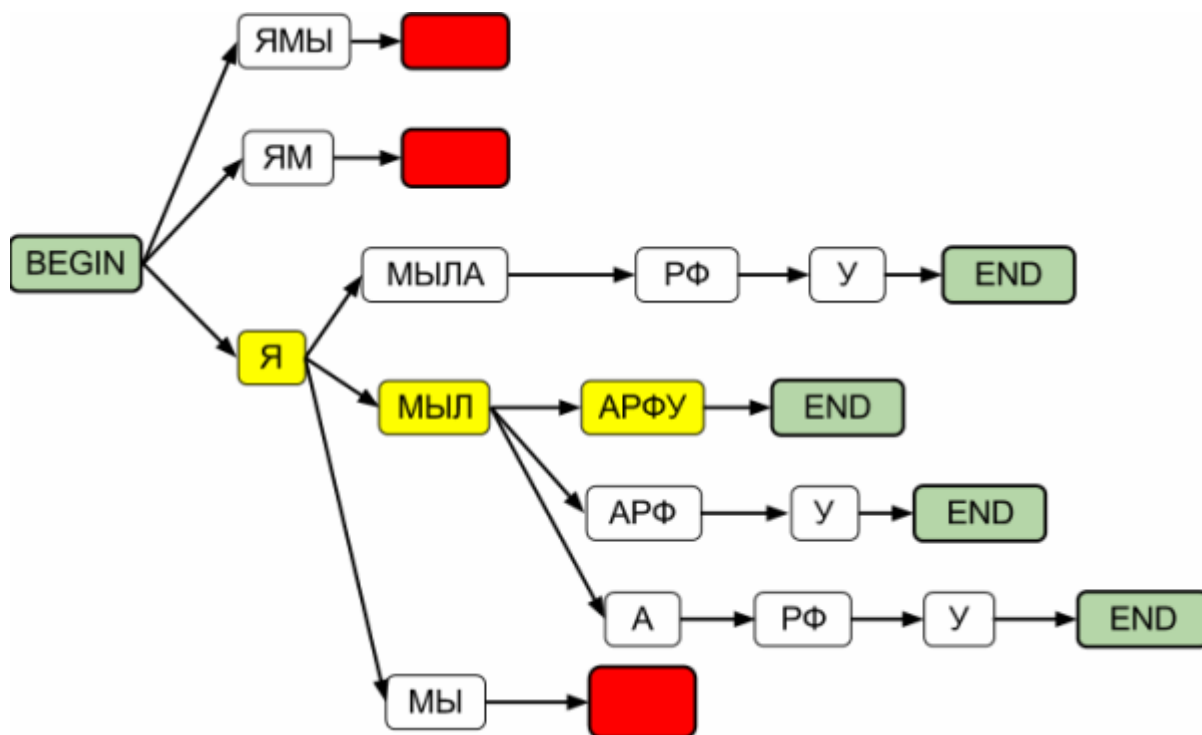 ЯМЫ
ЯМ
BEGIN
МЫЛА РФ У END
Я
МЫЛ АРФУ END
АРФ У END
А РФ У END
МЫ